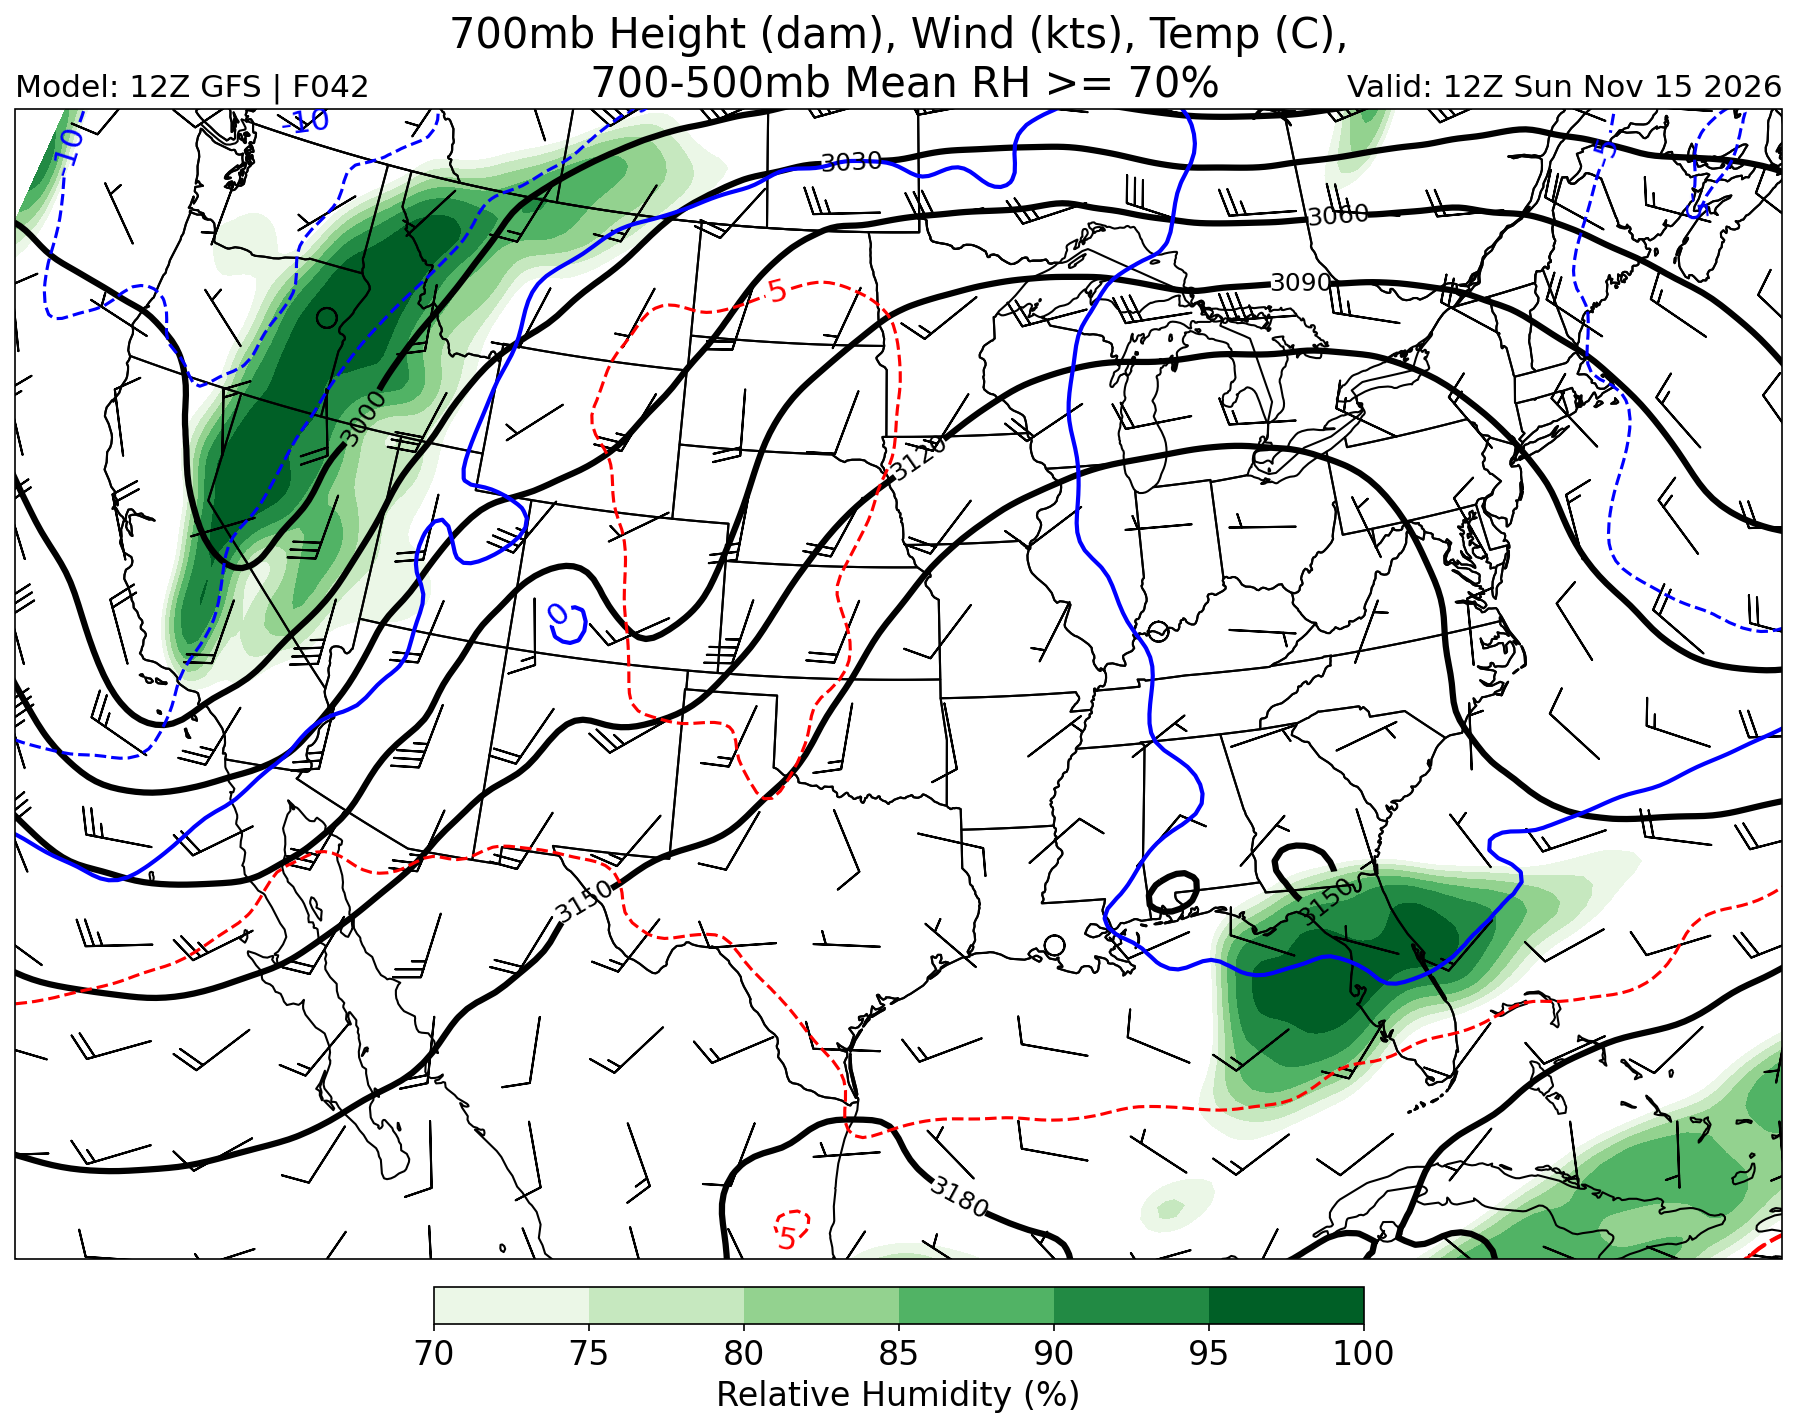 700mb Height (dam), Wind (kts), Temp (C),
700-500mb Mean RH >= 70%
Model: 12Z GFS | F042
Valid: 12Z Sun Nov 15 2026
-10
-10
3030
3060
-5
-5
3090
5
3000
3120
0
3150
3150
3180
5
70 75 80 85 90 95 100
Relative Humidity (%)